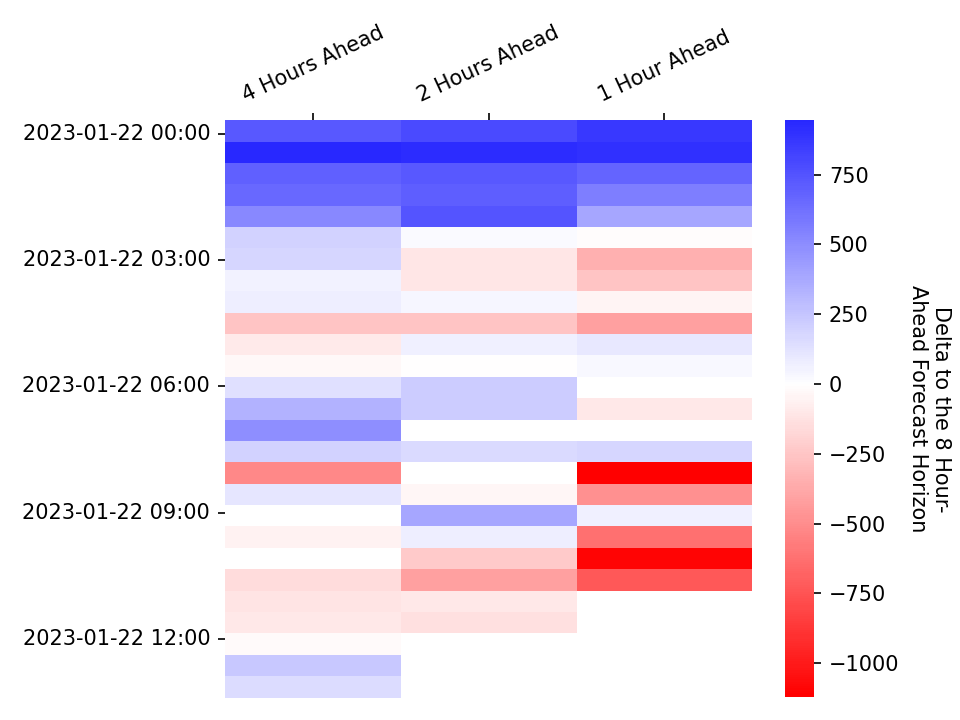 4 Hours Ahead
2 Hours Ahead
1 Hour Ahead
2023-01-22 00:00
2023-01-22 03:00
2023-01-22 06:00
2023-01-22 09:00
2023-01-22 12:00
750
500
250
0
−250
−500
−750
−1000
Delta to the 8 Hour-
Ahead Forecast Horizon